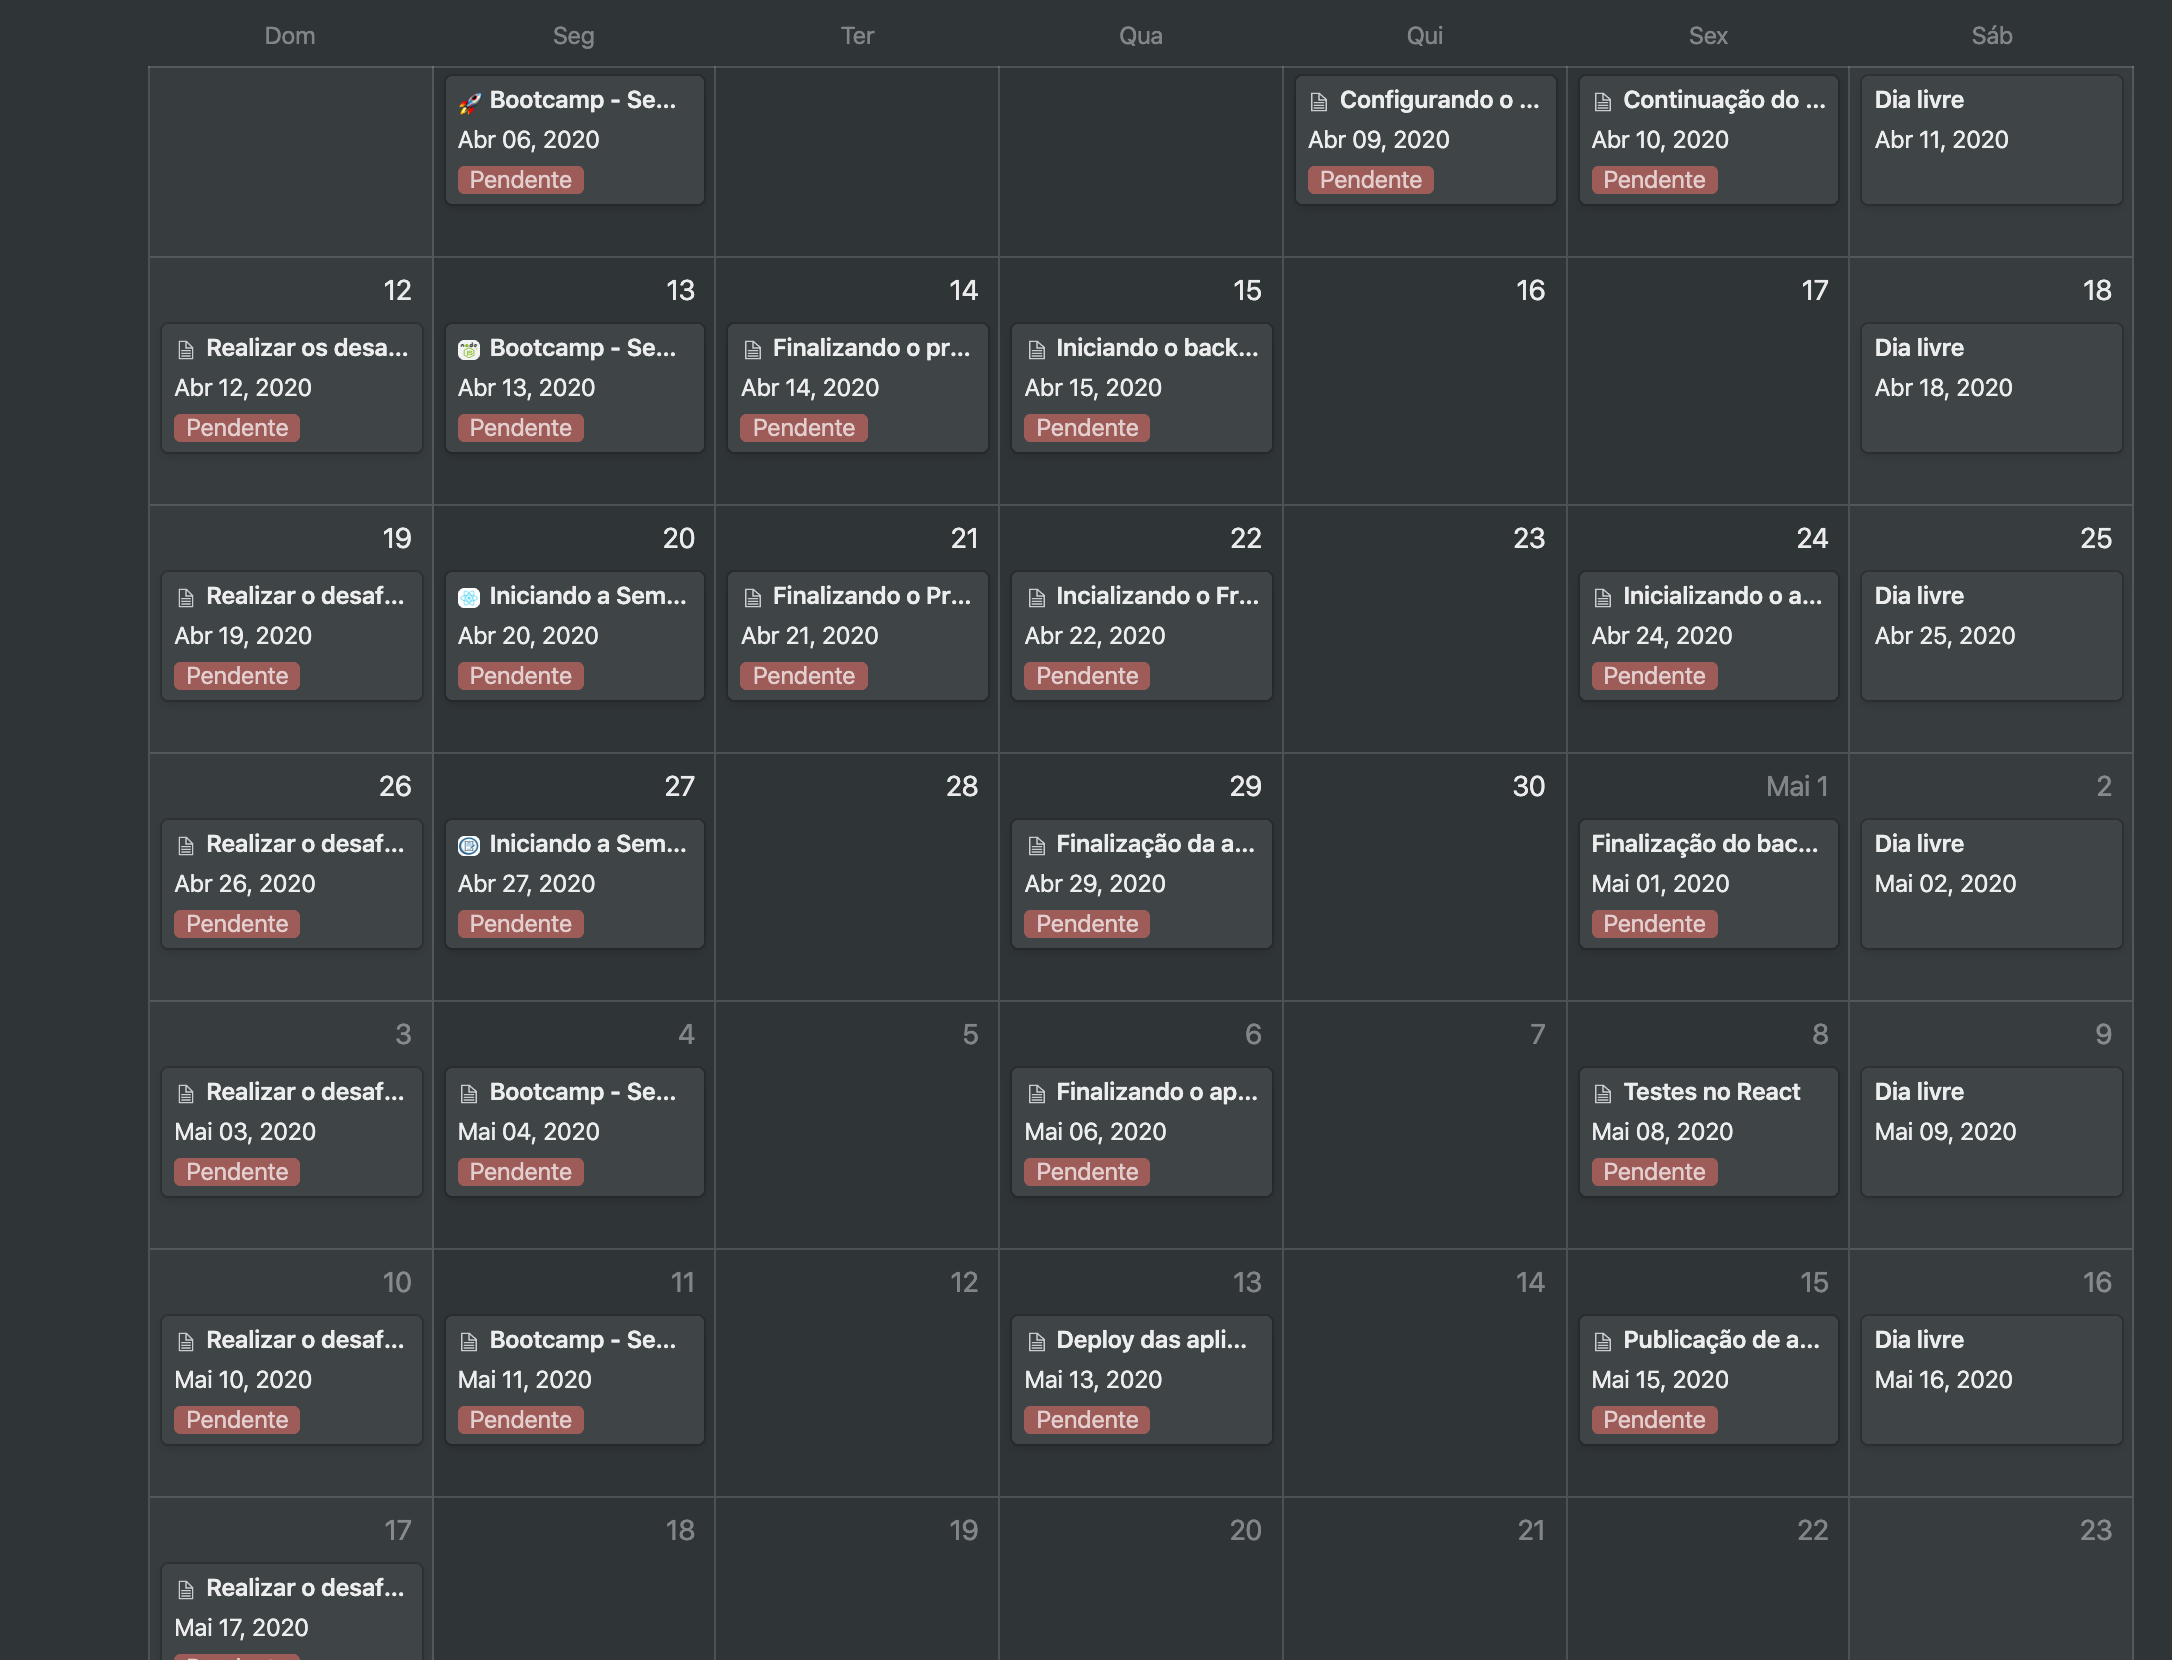 Dom Seg Ter Qua Qui Sex Sáb
Bootcamp - Se... Configurando o ... Continuação do ... Dia livre
Abr 06, 2020 Abr 09, 2020 Abr 10, 2020 Abr 11, 2020
Pendente Pendente Pendente
12 13 14 15 16 17 18
Realizar os desa... Bootcamp - Se... Finalizando o pr... Iniciando o back... Dia livre
Abr 12, 2020 Abr 13, 2020 Abr 14, 2020 Abr 15, 2020 Abr 18, 2020
Pendente Pendente Pendente Pendente
19 20 21 22 23 24 25
Realizar o desaf... Iniciando a Sem... Finalizando o Pr... Incializando o Fr... Inicializando o a... Dia livre
Abr 19, 2020 Abr 20, 2020 Abr 21, 2020 Abr 22, 2020 Abr 24, 2020 Abr 25, 2020
Pendente Pendente Pendente Pendente Pendente
26 27 28 29 30 Mai 1 2
Realizar o desaf... Iniciando a Sem... Finalização da a... Finalização do bac... Dia livre
Abr 26, 2020 Abr 27, 2020 Abr 29, 2020 Mai 01, 2020 Mai 02, 2020
Pendente Pendente Pendente Pendente
3 4 5 6 7 8 9
Realizar o desaf... Bootcamp - Se... Finalizando o ap... Testes no React Dia livre
Mai 03, 2020 Mai 04, 2020 Mai 06, 2020 Mai 08, 2020 Mai 09, 2020
Pendente Pendente Pendente Pendente
10 11 12 13 14 15 16
Realizar o desaf... Bootcamp - Se... Deploy das apli... Publicação de a... Dia livre
Mai 10, 2020 Mai 11, 2020 Mai 13, 2020 Mai 15, 2020 Mai 16, 2020
Pendente Pendente Pendente Pendente
17 18 19 20 21 22 23
Realizar o desaf...
Mai 17, 2020